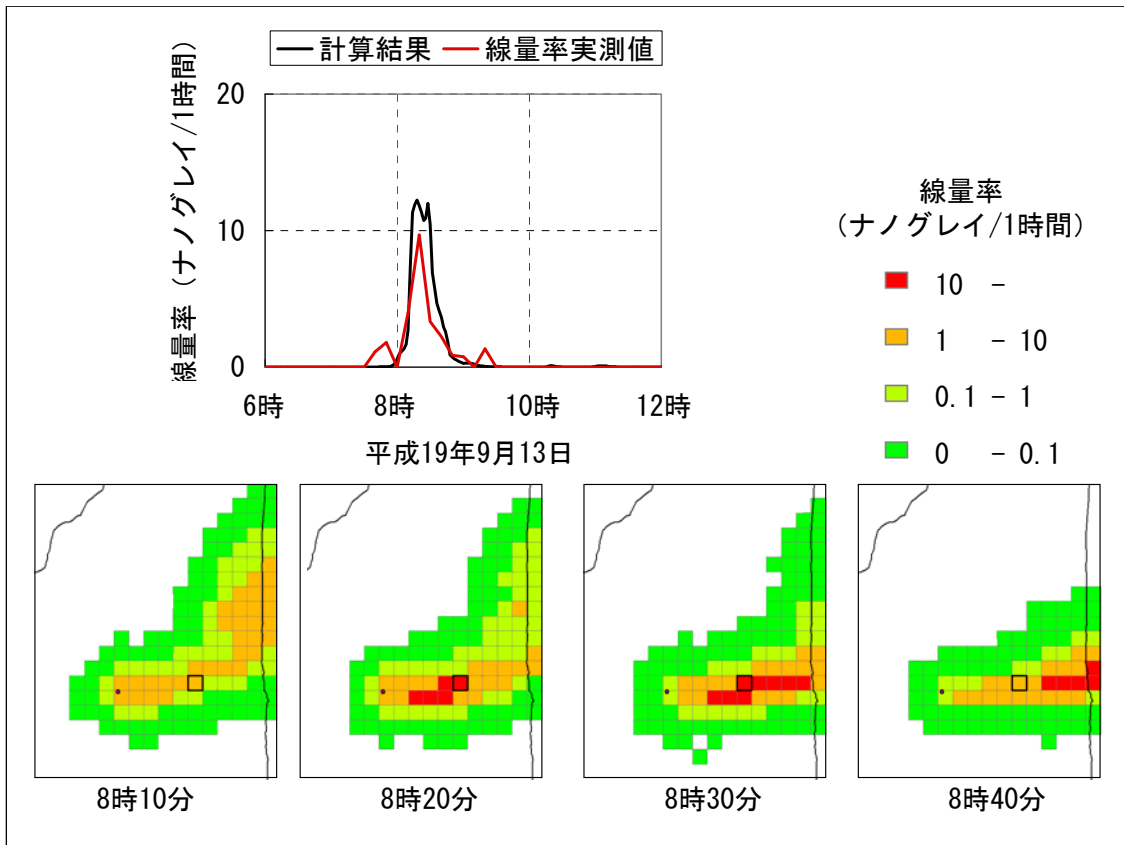 計算結果 線量率実測値
線量率（ナノグレイ/1時間）
20
10
0
6時 8時 10時 12時
平成19年9月13日
線量率
（ナノグレイ/1時間）
10 -
1 - 10
0.1 - 1
0 - 0.1
8時10分 8時20分 8時30分 8時40分